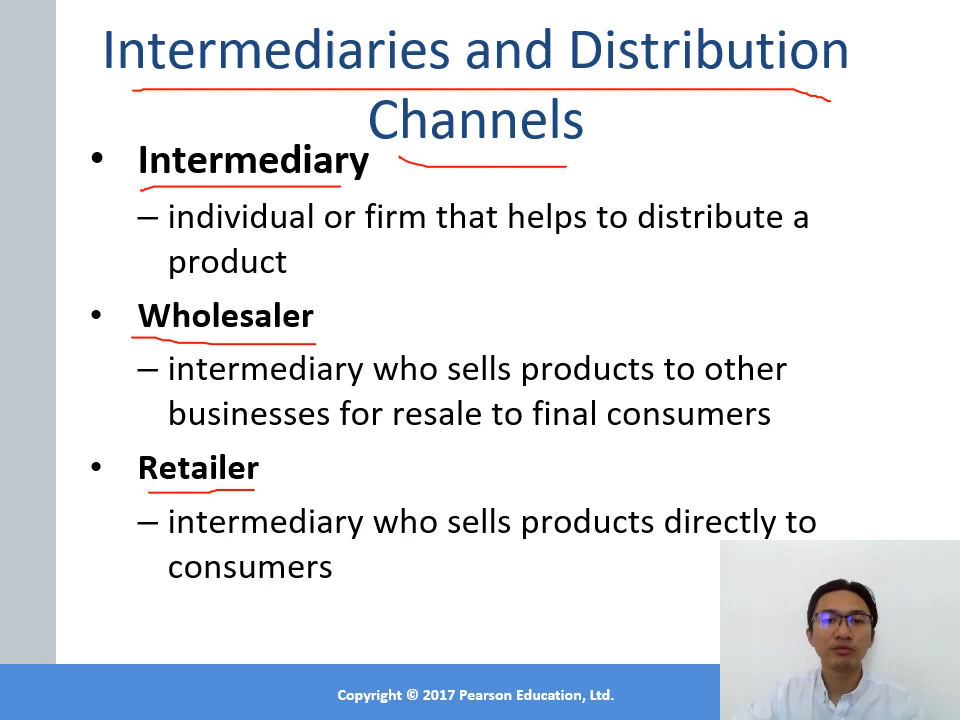 Intermediaries and Distribution
Channels
• Intermediary
– individual or firm that helps to distribute a
product
• Wholesaler
– intermediary who sells products to other
businesses for resale to final consumers
• Retailer
– intermediary who sells products directly to
consumers
Copyright © 2017 Pearson Education, Ltd.